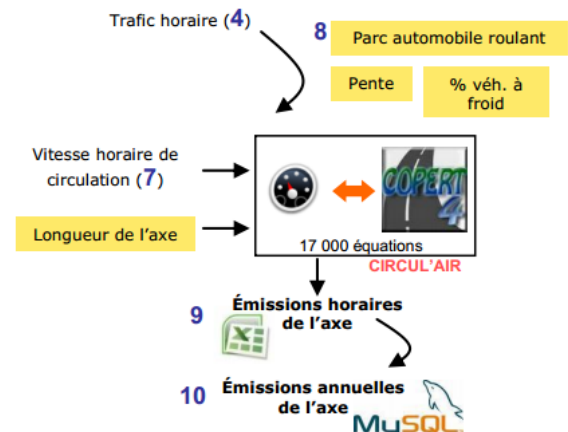 Trafic horaire (4)
8
Parc automobile roulant
Pente
% véh. à
froid
Vitesse horaire de
circulation (7)
Longueur de l'axe
COPERT
4
17 000 équations
CIRCUL'AIR
9
Émissions horaires
de l'axe
10
Émissions annuelles
de l'axe
MySQL